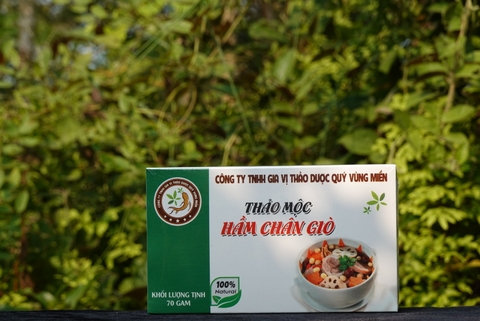 CÔNG TY TNHH GIA VỊ THẢO DƯỢC QUÝ VÙNG MIỀN
THẢO MỘC
HẦM CHÂN GIÒ
100%
Natural
KHỐI LƯỢNG TỊNH
70 GAM